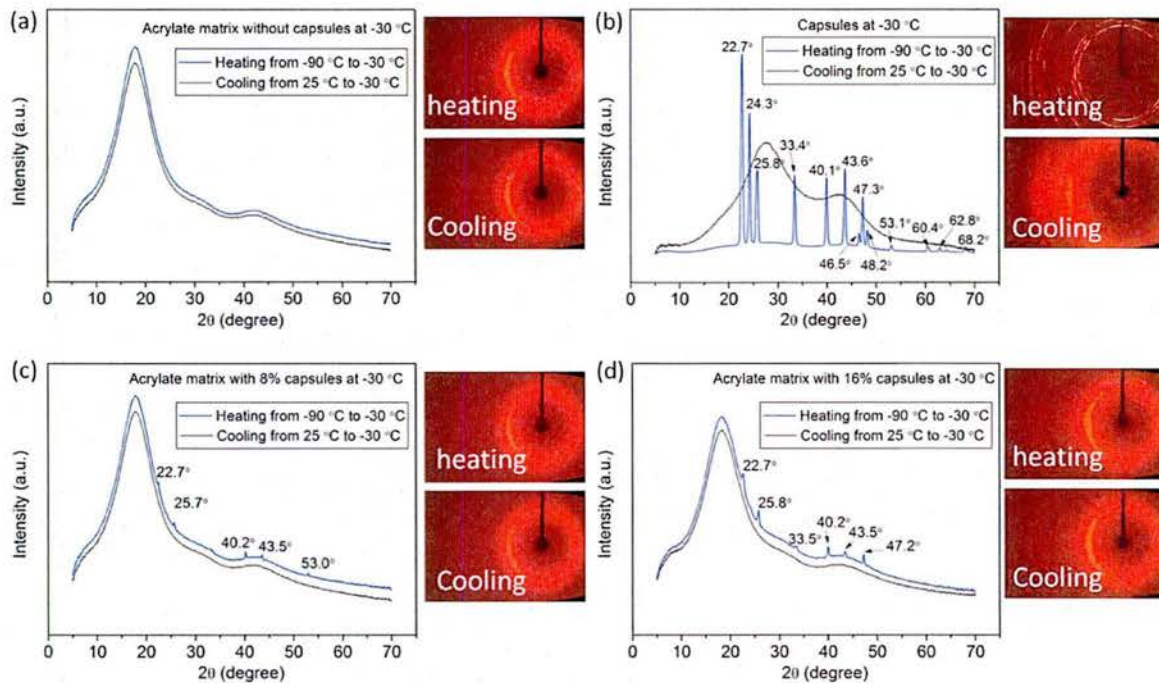 (a)
Acrylate matrix without capsules at -30 °C
Heating from -90 °C to -30 °C
Cooling from 25 °C to -30 °C
Intensity (a.u.)
0 10 20 30 40 50 60 70
2θ (degree)
heating
Cooling
(b)
Capsules at -30 °C
22.7°
Heating from -90 °C to -30 °C
Cooling from 25 °C to -30 °C
24.3°
25.8°
33.4°
40.1°
43.6°
47.3°
53.1°
60.4°
62.8°
46.5°
48.2°
68.2°
Intensity (a.u.)
0 10 20 30 40 50 60 70
2θ (degree)
heating
Cooling
(c)
Acrylate matrix with 8% capsules at -30 °C
Heating from -90 °C to -30 °C
Cooling from 25 °C to -30 °C
22.7°
25.7°
40.2°
43.5°
53.0°
Intensity (a.u.)
0 10 20 30 40 50 60 70
2θ (degree)
heating
Cooling
(d)
Acrylate matrix with 16% capsules at -30 °C
Heating from -90 °C to -30 °C
Cooling from 25 °C to -30 °C
22.7°
25.8°
33.5°
40.2°
43.5°
47.2°
Intensity (a.u.)
0 10 20 30 40 50 60 70
2θ (degree)
heating
Cooling